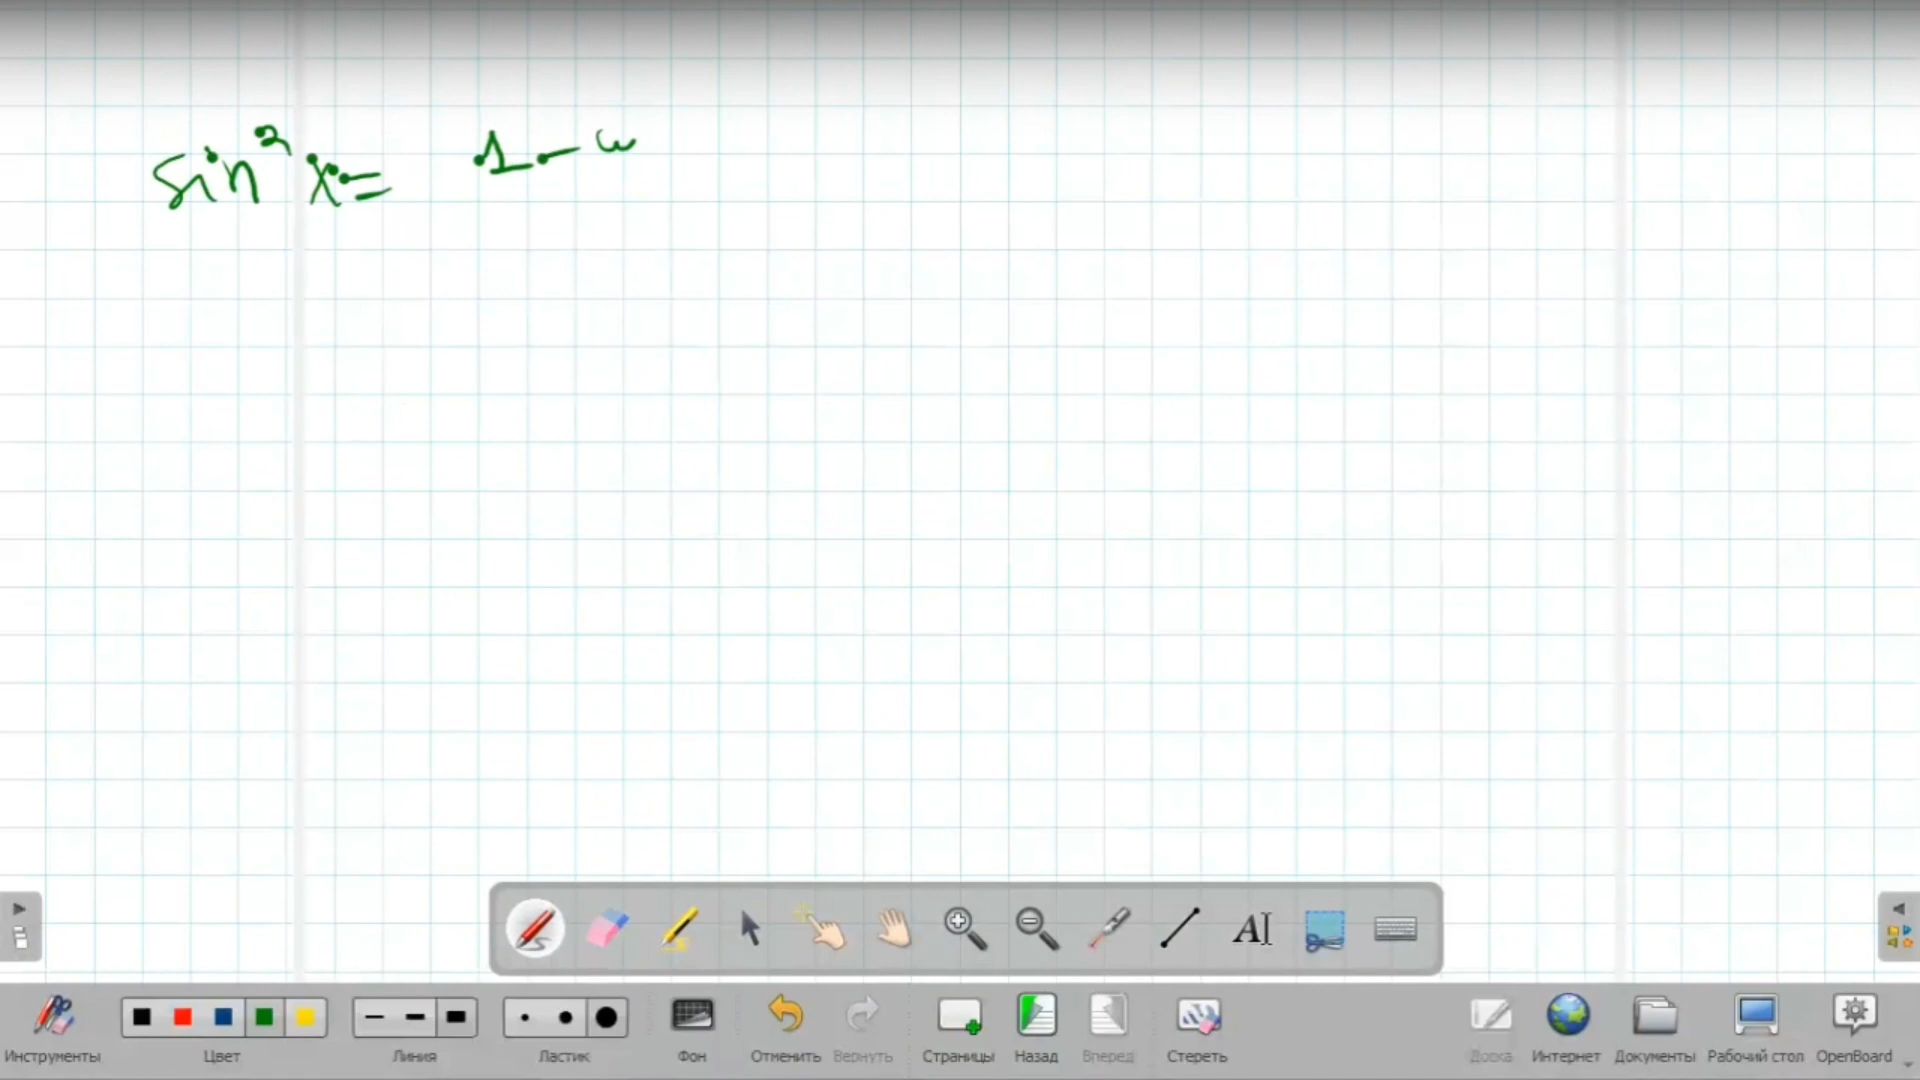 sin² x = 1 - co
Инструменты Цвет Линия Ластик Фон Отменить Вернуть Страницы Назад Вперед Стереть Доска Интернет Документы Рабочий стол OpenBoard